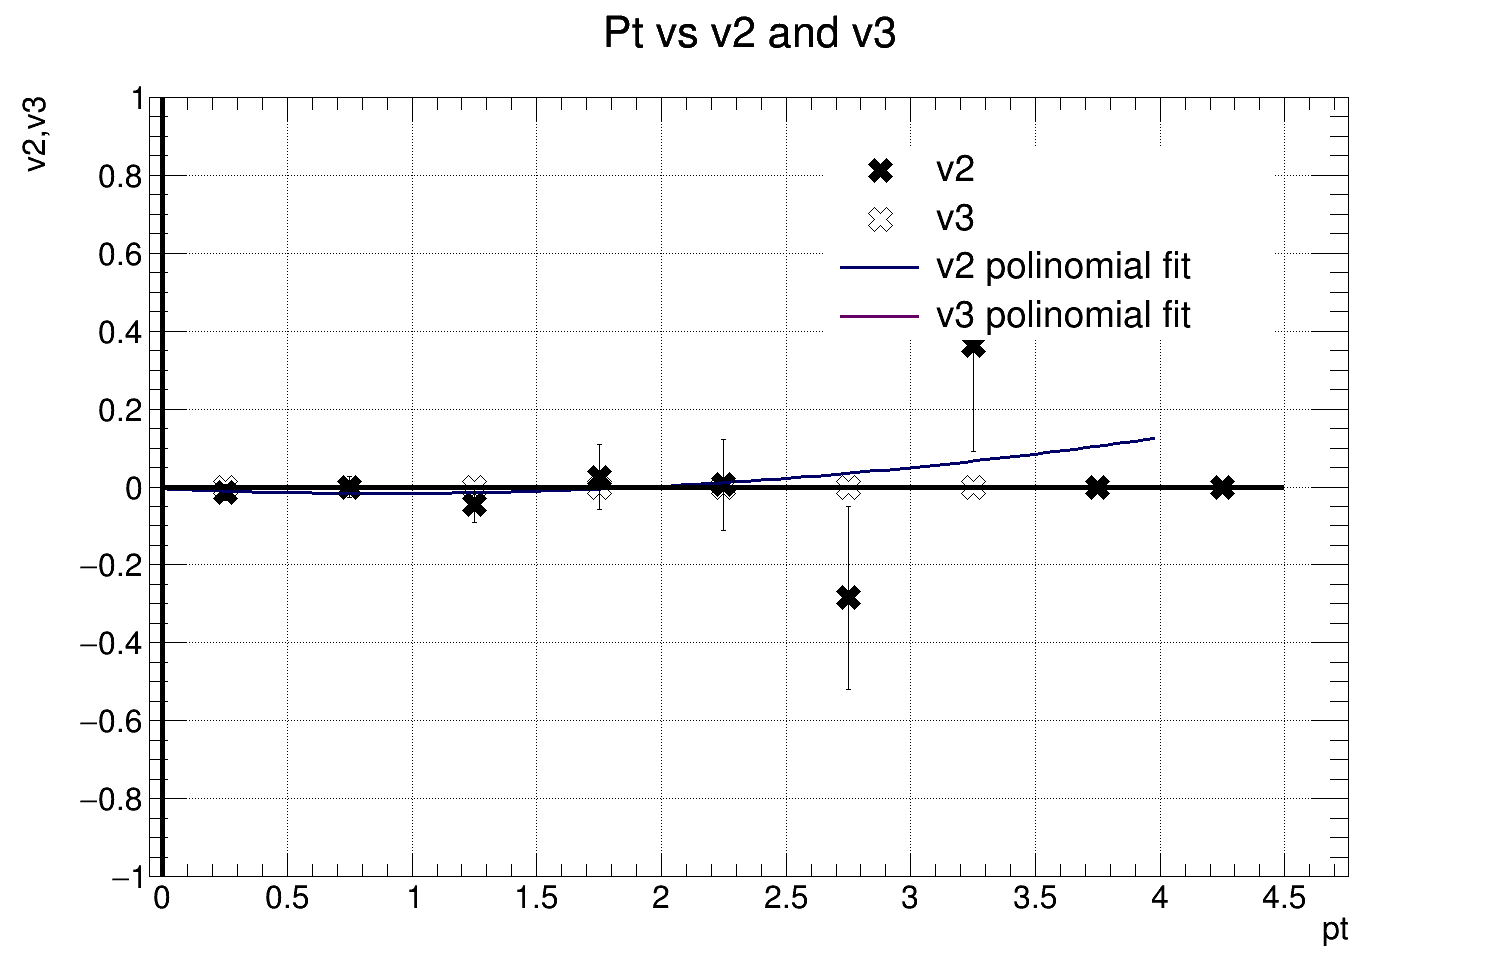 Pt vs v2 and v3
v2,v3
1
0.8
0.6
0.4
0.2
0
−0.2
−0.4
−0.6
−0.8
−1
v2
v3
v2 polinomial fit
v3 polinomial fit
0 0.5 1 1.5 2 2.5 3 3.5 4 4.5
pt